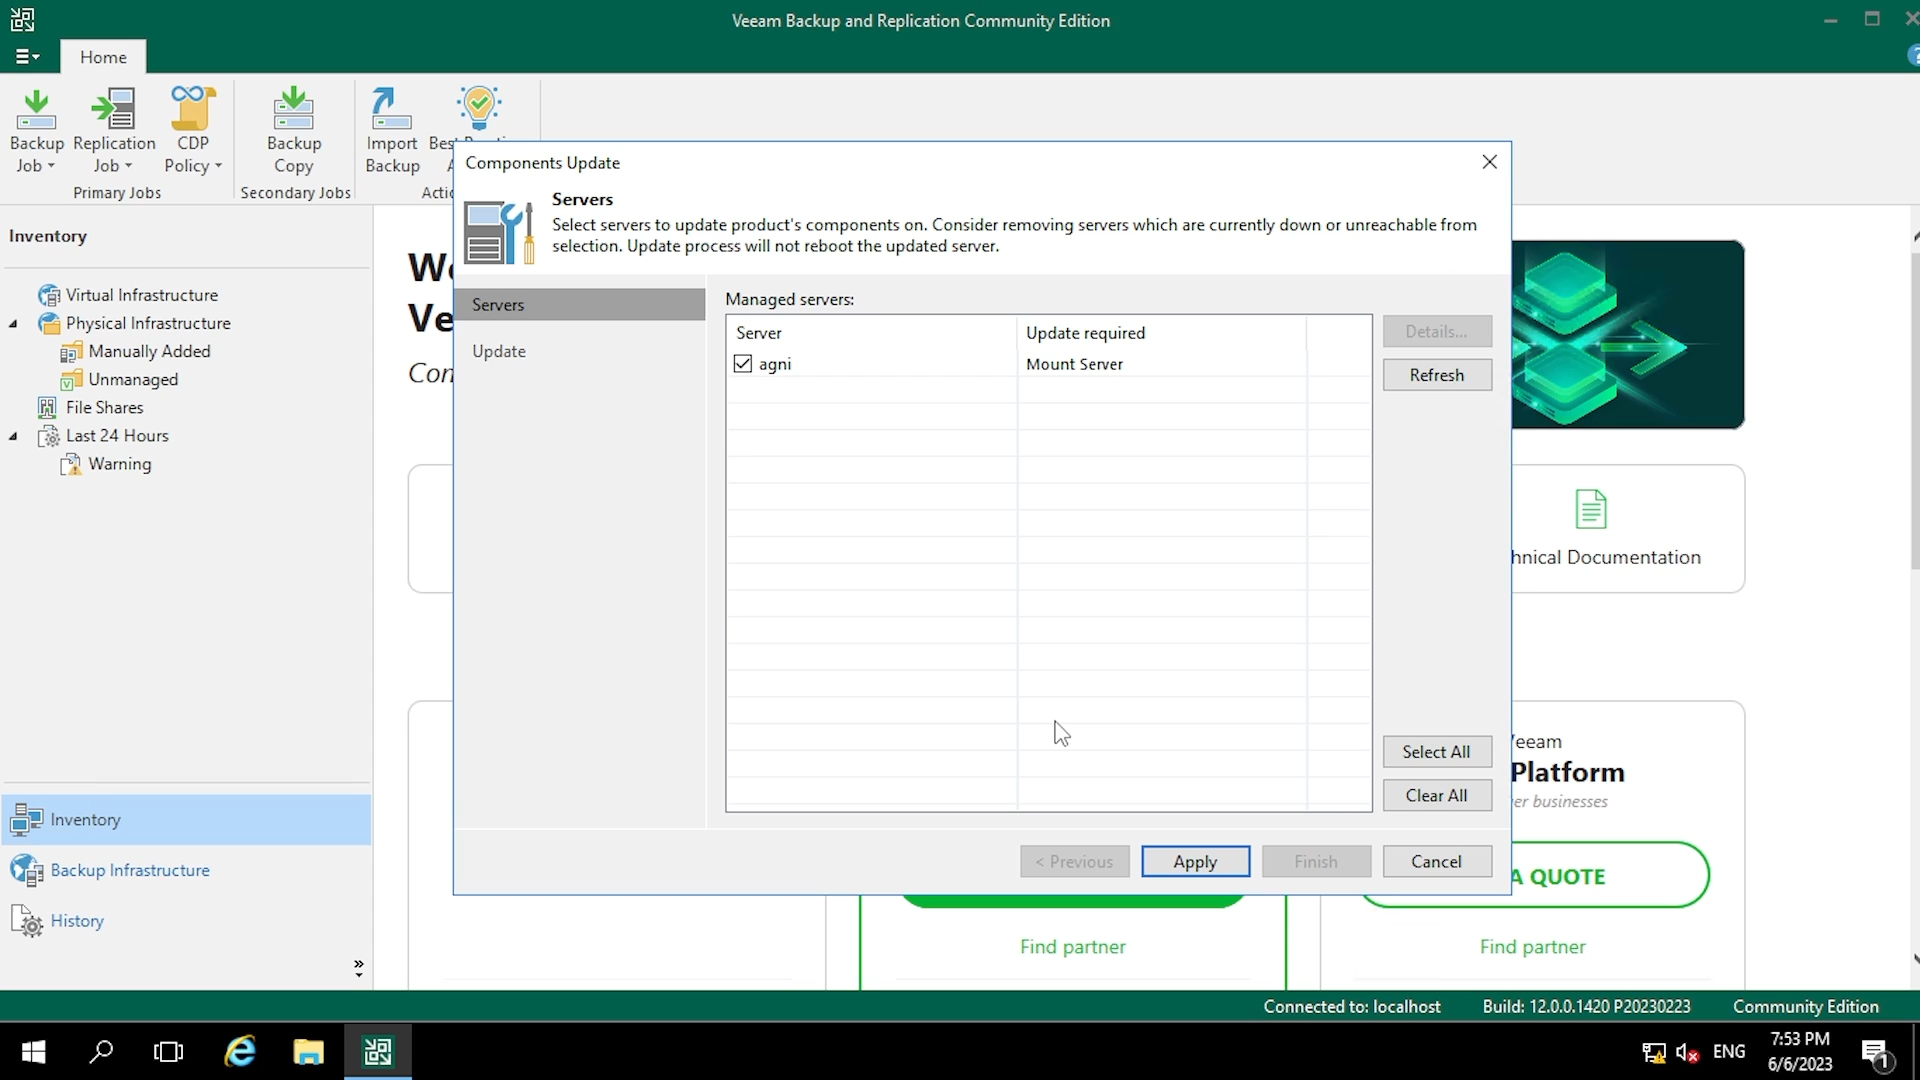 Veeam Backup and Replication Community Edition
Home
Backup Job
Replication Job
CDP Policy
Backup Copy
Import Backup
Primary Jobs
Secondary Jobs
Inventory
Virtual Infrastructure
Physical Infrastructure
Manually Added
Unmanaged
File Shares
Last 24 Hours
Warning
Inventory
Backup Infrastructure
History
Components Update
Servers
Select servers to update product's components on. Consider removing servers which are currently down or unreachable from
selection. Update process will not reboot the updated server.
Servers
Update
Managed servers:
Server Update required
agni Mount Server
Details...
Refresh
Select All
Clear All
< Previous
Apply
Finish
Cancel
Platform
A QUOTE
Find partner
Find partner
Connected to: localhost
Build: 12.0.0.1420 P20230223
Community Edition
ENG
7:53 PM
6/6/2023
1